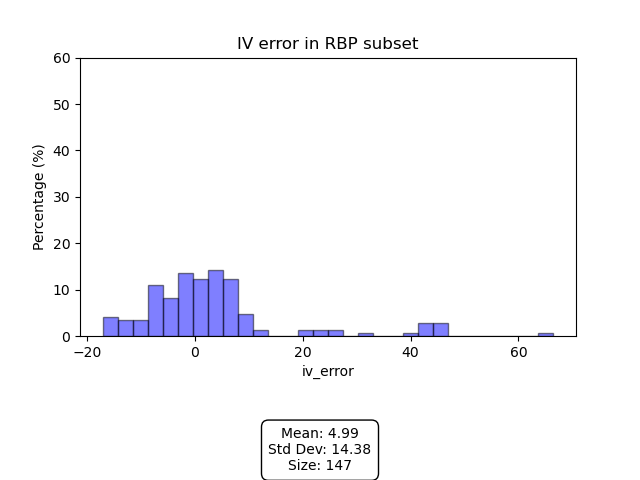 IV error in RBP subset
60
50
40
30
20
10
0
Percentage (%)
−20
0
20
40
60
iv_error
Mean: 4.99
Std Dev: 14.38
Size: 147